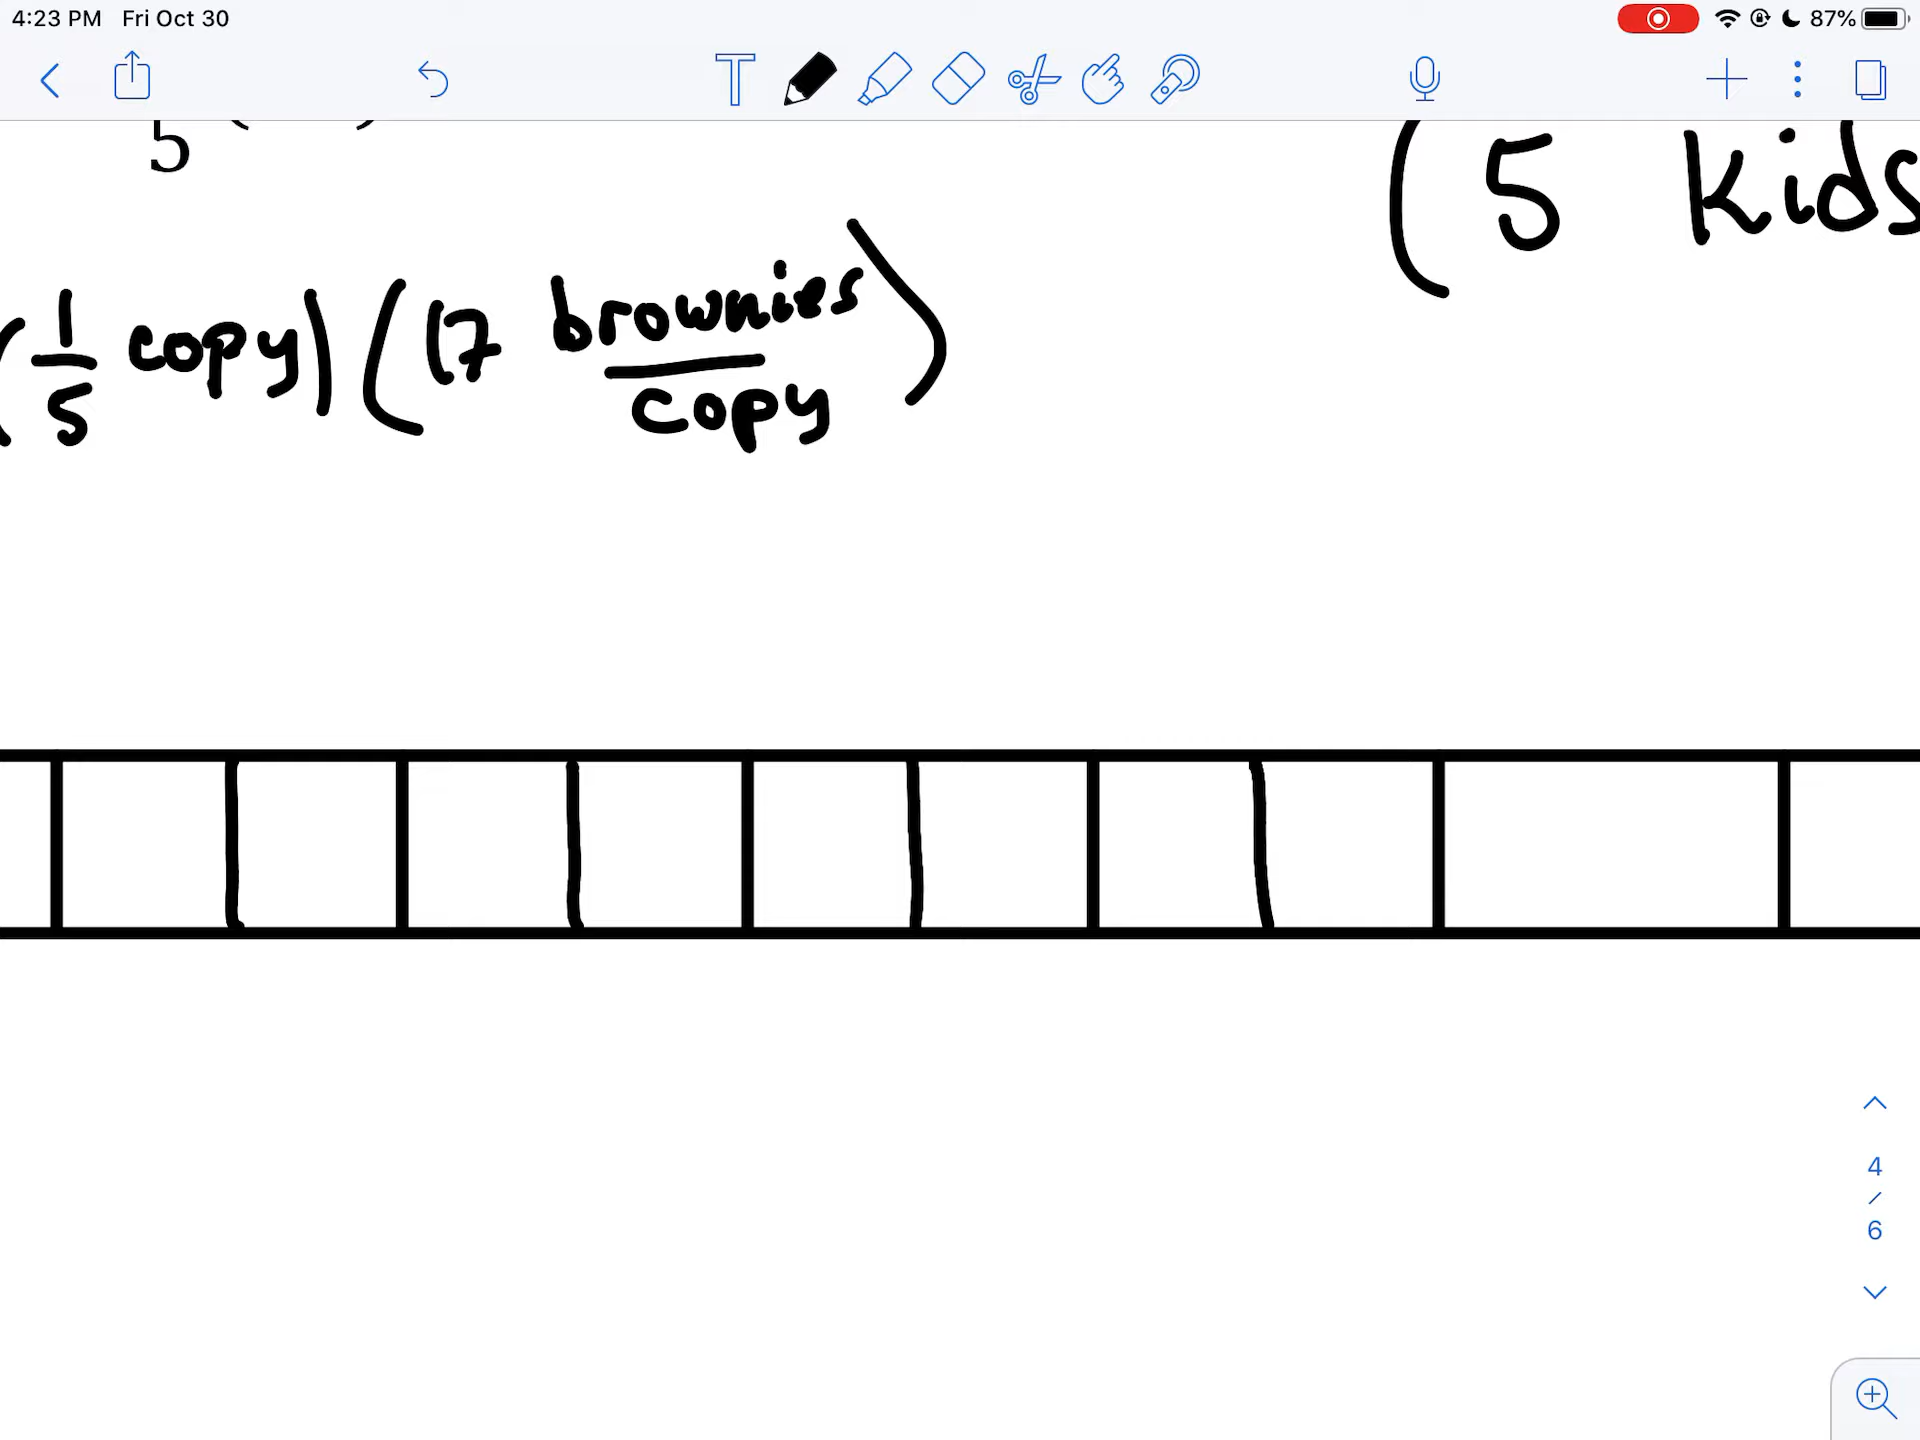 4:23 PM Fri Oct 30
87%
5
( 5 kids
( 1/5 copy) (17 brownies/copy)
4
/
6